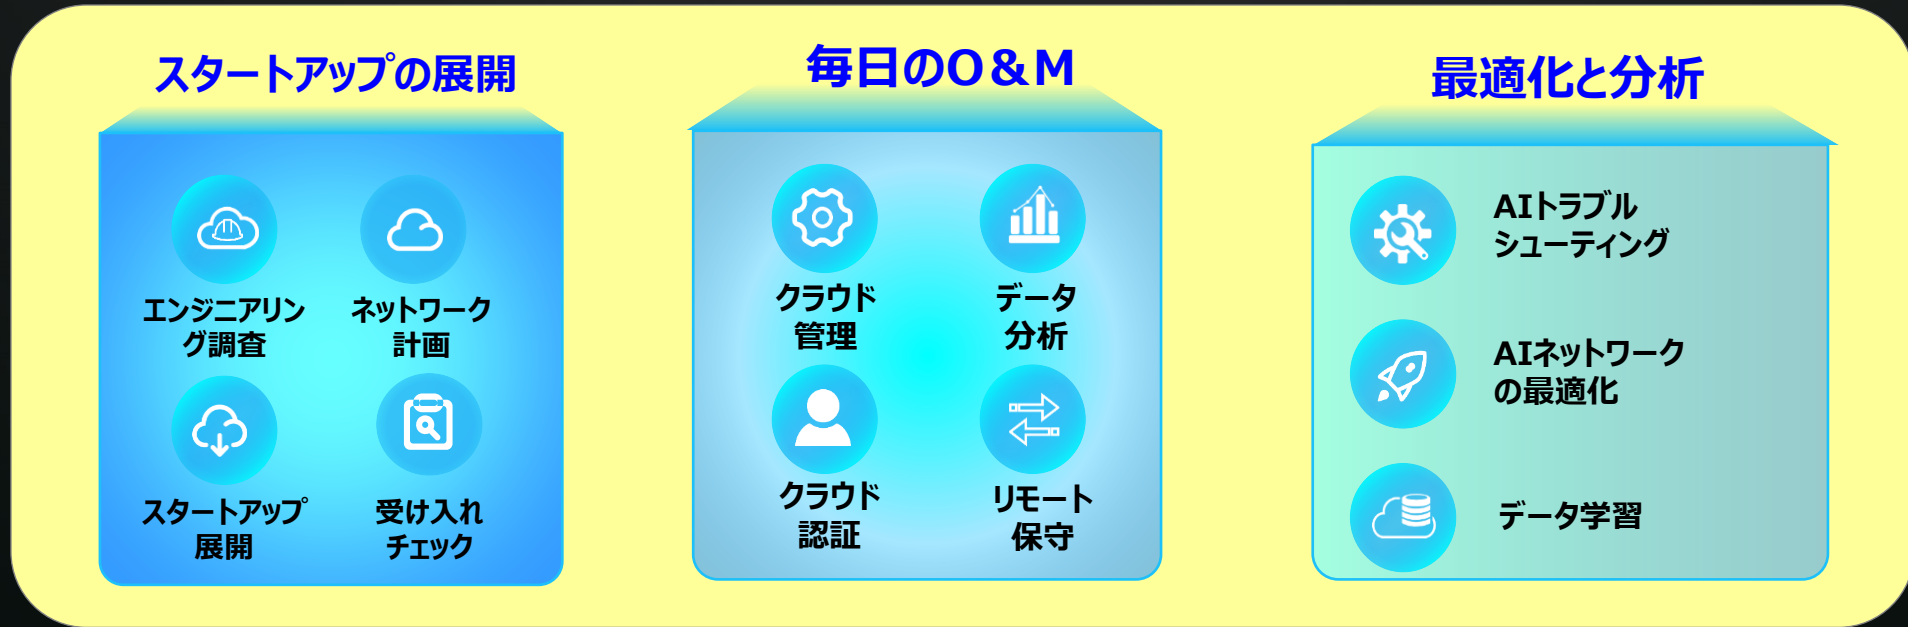 スタートアップの展開
エンジニアリン
グ調査
ネットワーク
計画
スタートアップ
展開
受け入れ
チェック
毎日のO&M
クラウド
管理
データ
分析
クラウド
認証
リモート
保守
最適化と分析
AIトラブル
シューティング
AIネットワーク
の最適化
データ学習